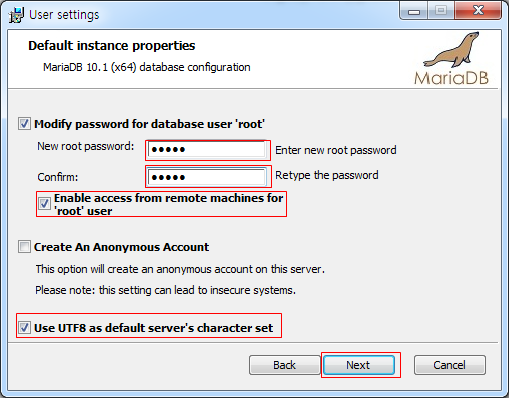 User settings
Default instance properties
MariaDB 10.1 (x64) database configuration
MariaDB
Modify password for database user 'root'
New root password:
●●●●●
Enter new root password
Confirm:
●●●●●
Retype the password
Enable access from remote machines for
'root' user
Create An Anonymous Account
This option will create an anonymous account on this server.
Please note: this setting can lead to insecure systems.
Use UTF8 as default server's character set
Back
Next
Cancel